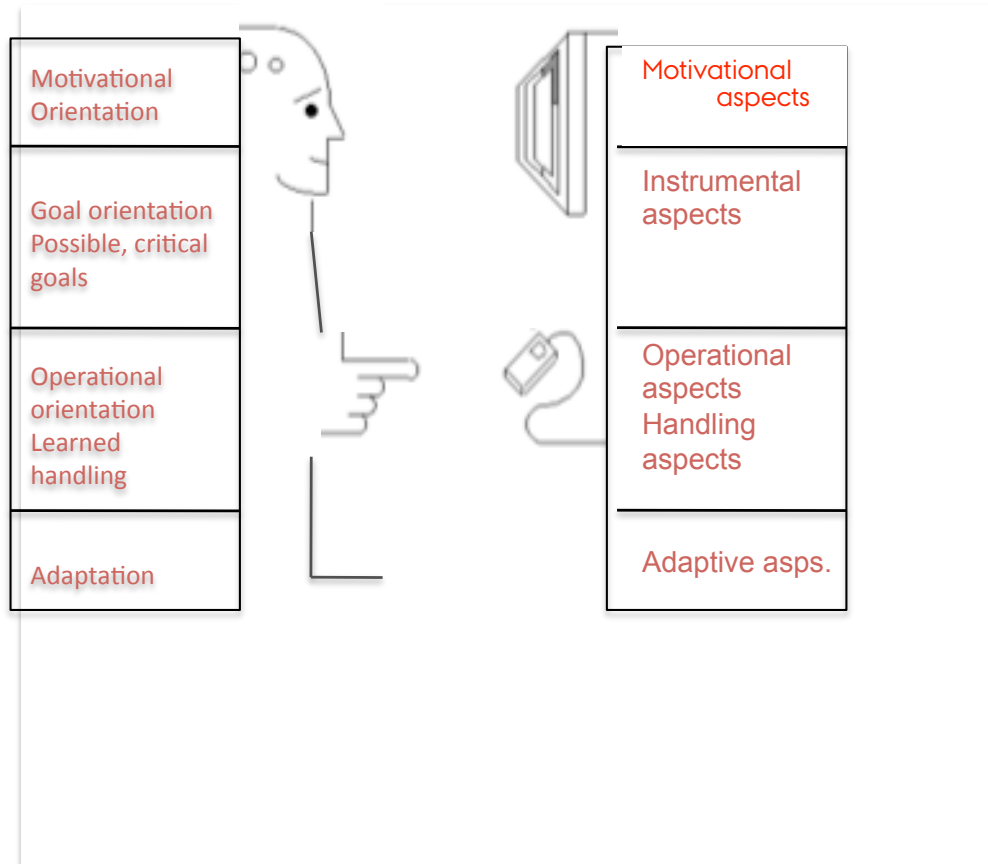 Motivational
Orientation
Goal orientation
Possible, critical
goals
Operational
orientation
Learned
handling
Adaptation
Motivational
aspects
Instrumental
aspects
Operational
aspects
Handling
aspects
Adaptive asps.